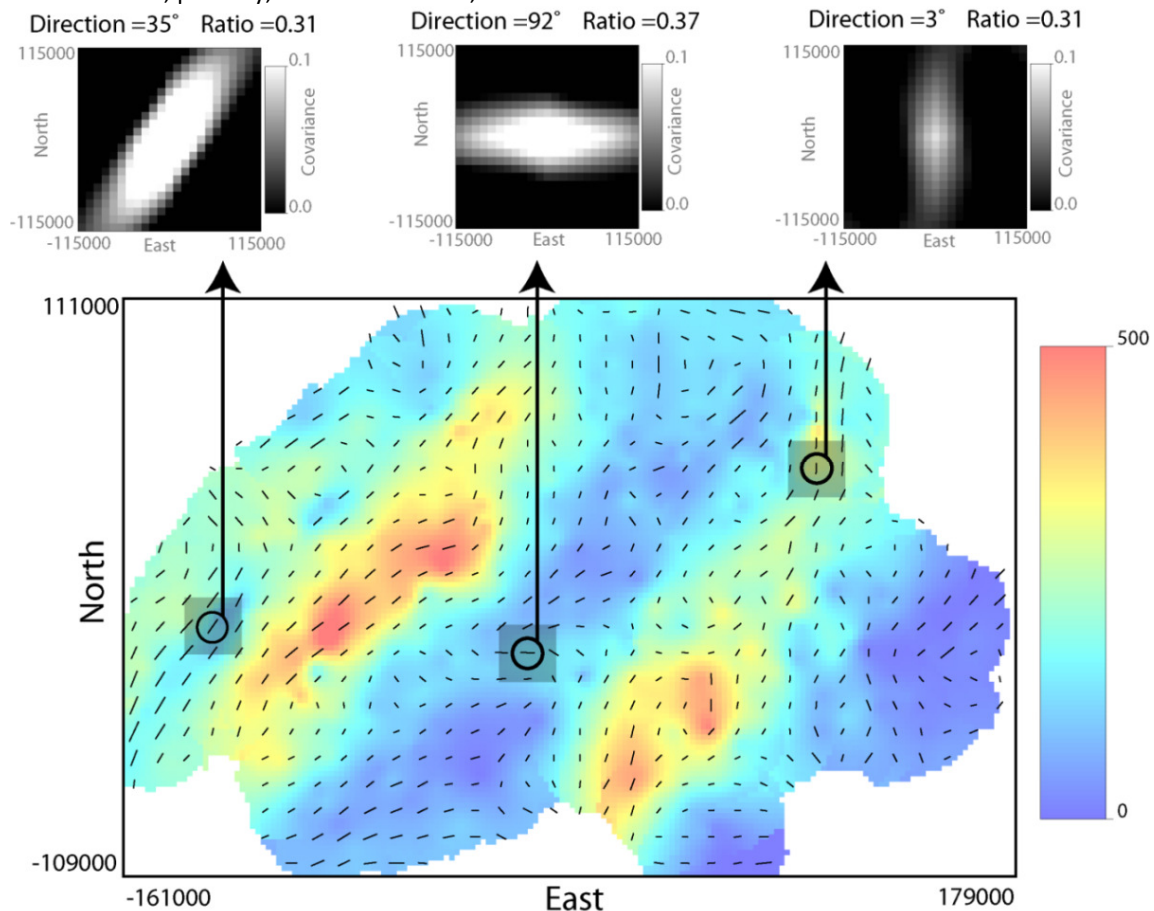 Direction =35˚ Ratio =0.31
Direction =92˚ Ratio =0.37
Direction =3˚ Ratio =0.31
115000
North
-115000
-115000
East
115000
0.1
Covariance
0.0
115000
North
-115000
-115000
East
115000
0.1
Covariance
0.0
115000
North
-115000
-115000
East
115000
0.1
Covariance
0.0
111000
North
-109000
-161000
East
179000
500
0